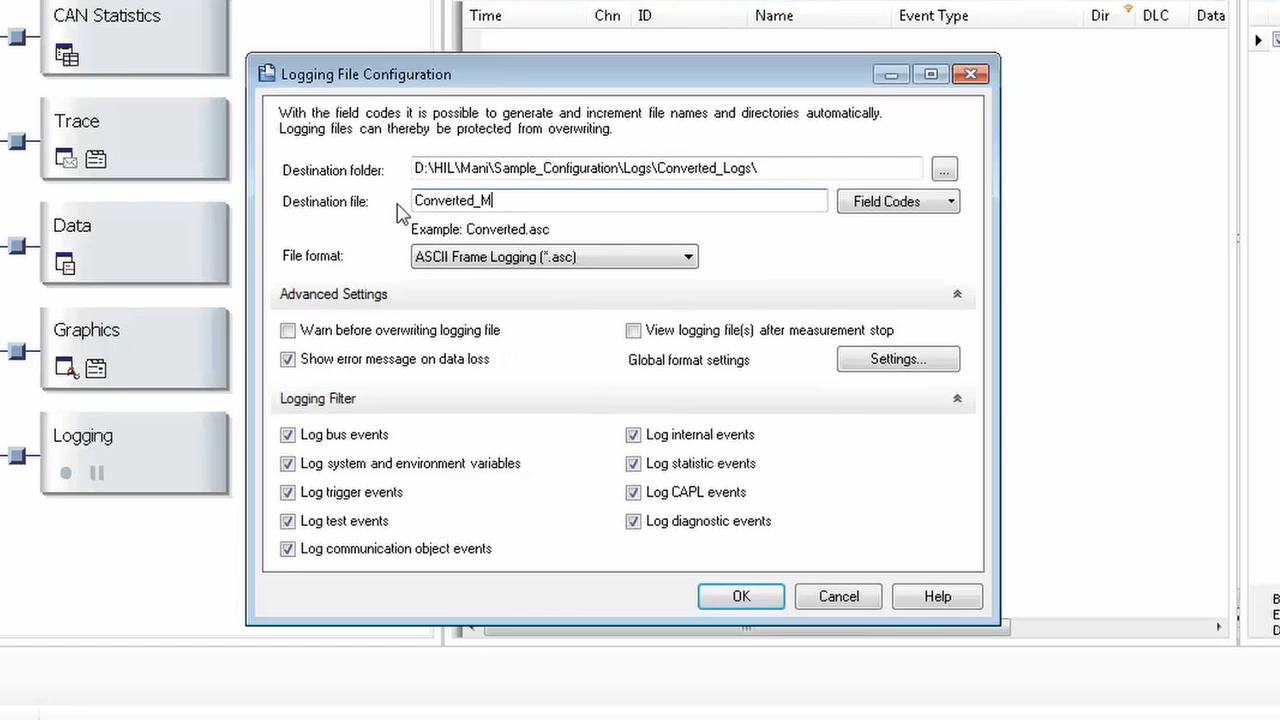 CAN Statistics
Trace
Data
Graphics
Logging
Time Chn ID Name Event Type Dir DLC Data
Logging File Configuration
With the field codes it is possible to generate and increment file names and directories automatically.
Logging files can thereby be protected from overwriting.
Destination folder: D:\HIL\Mani\Sample_Configuration\Logs\Converted_Logs\ ...
Destination file: Converted_M Field Codes
Example: Converted.asc
File format: ASCII Frame Logging (*.asc)
Advanced Settings
Warn before overwriting logging file View logging file(s) after measurement stop
Show error message on data loss Global format settings Settings...
Logging Filter
Log bus events Log internal events
Log system and environment variables Log statistic events
Log trigger events Log CAPL events
Log test events Log diagnostic events
Log communication object events
OK Cancel Help